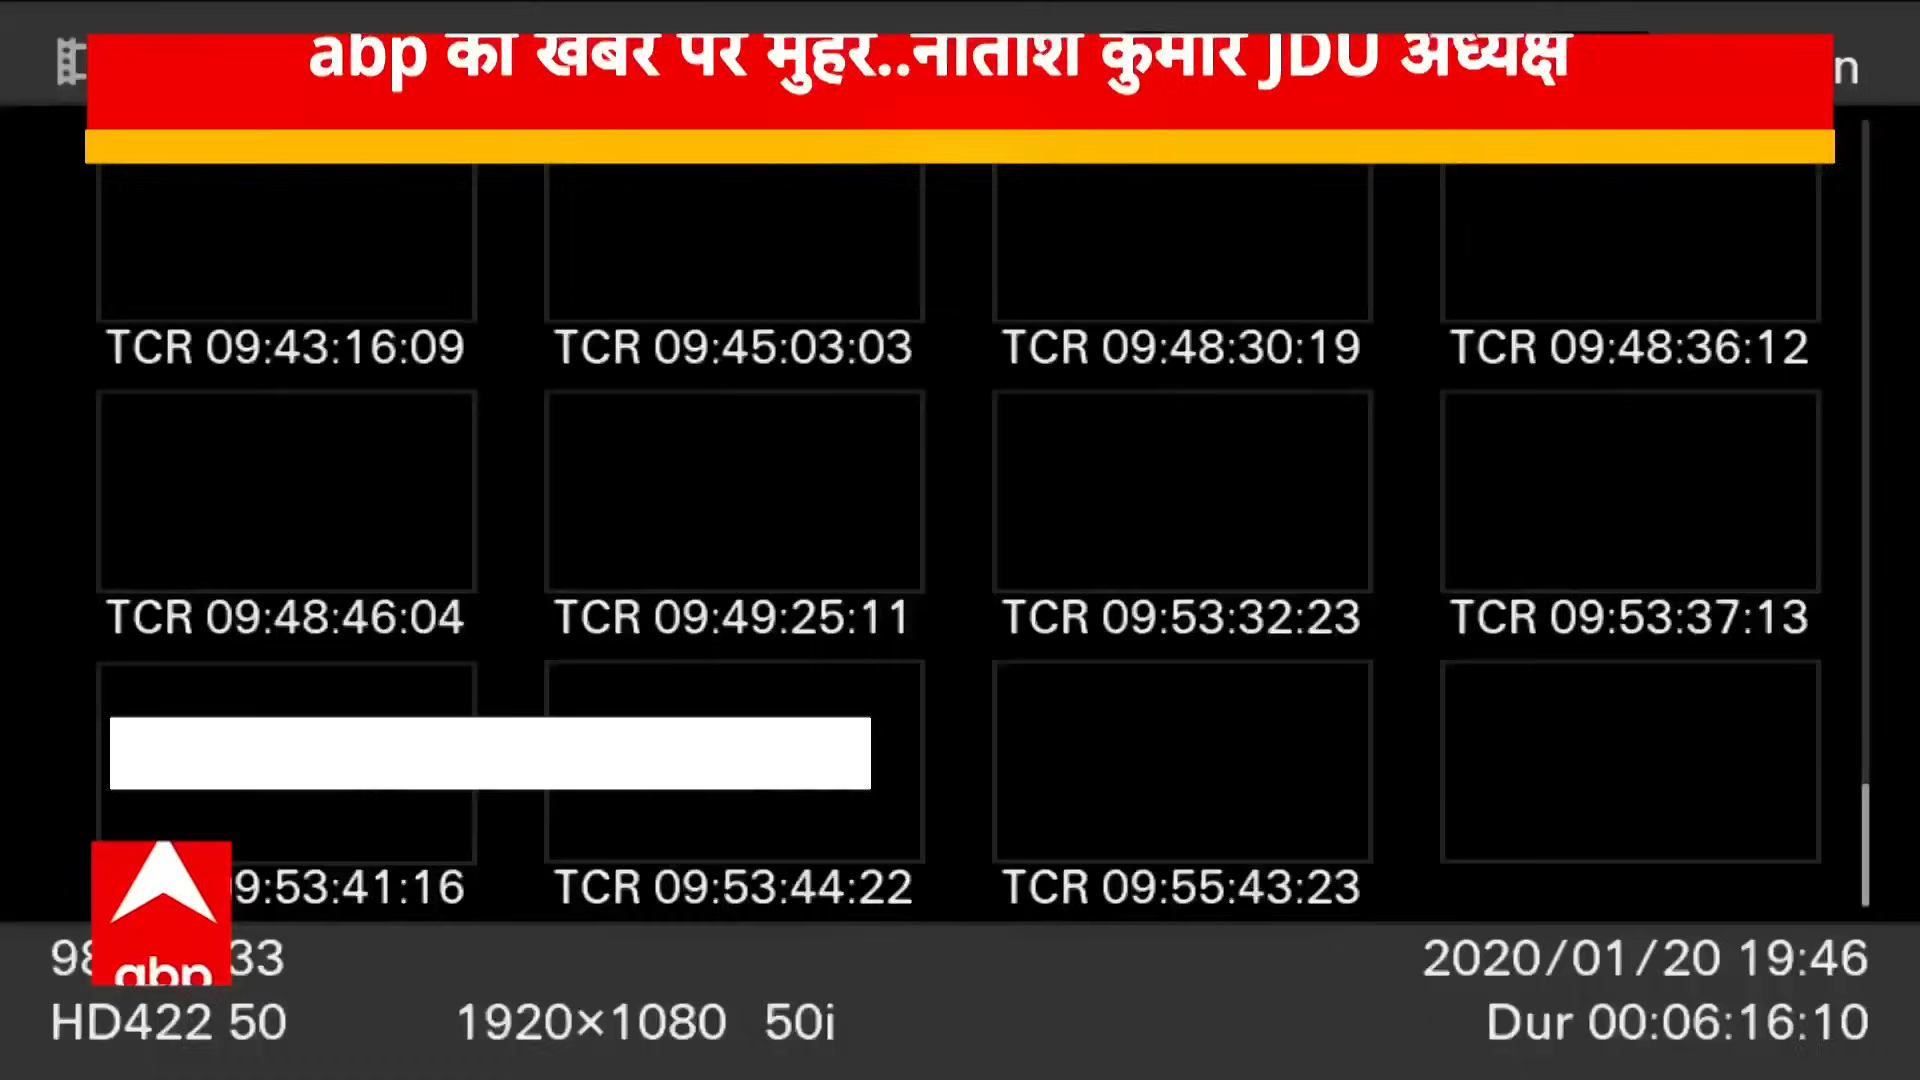 abp की खबर पर मुहर..नीतीश कुमार JDU अध्यक्ष
n
TCR 09:43:16:09 TCR 09:45:03:03 TCR 09:48:30:19 TCR 09:48:36:12
TCR 09:48:46:04 TCR 09:49:25:11 TCR 09:53:32:23 TCR 09:53:37:13
9:53:41:16 TCR 09:53:44:22 TCR 09:55:43:23
abp
33 2020/01/20 19:46
HD422 50 1920×1080 50i Dur 00:06:16:10